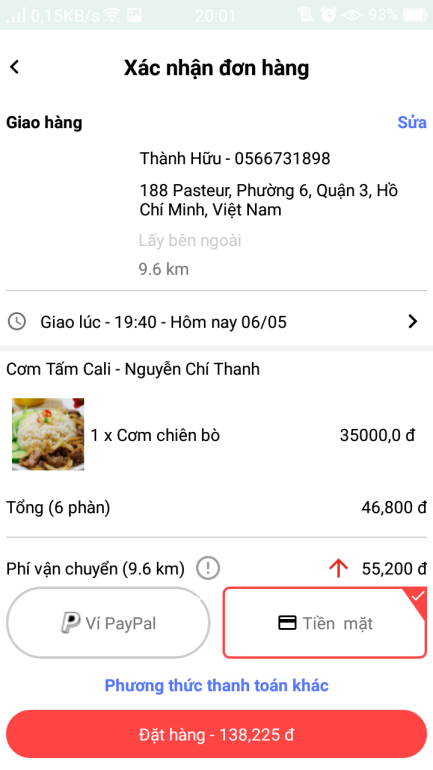 0,15KB/s 20:01 93%
Xác nhận đơn hàng
Giao hàng Sửa
Thành Hữu - 0566731898
188 Pasteur, Phường 6, Quận 3, Hồ
Chí Minh, Việt Nam
Lấy bên ngoài
9.6 km
Giao lúc - 19:40 - Hôm nay 06/05
Cơm Tấm Cali - Nguyễn Chí Thanh
1 x Cơm chiên bò 35000,0 đ
Tổng (6 phàn) 46,800 đ
Phí vận chuyển (9.6 km) 55,200 đ
Ví PayPal Tiền mặt
Phương thức thanh toán khác
Đặt hàng - 138,225 đ